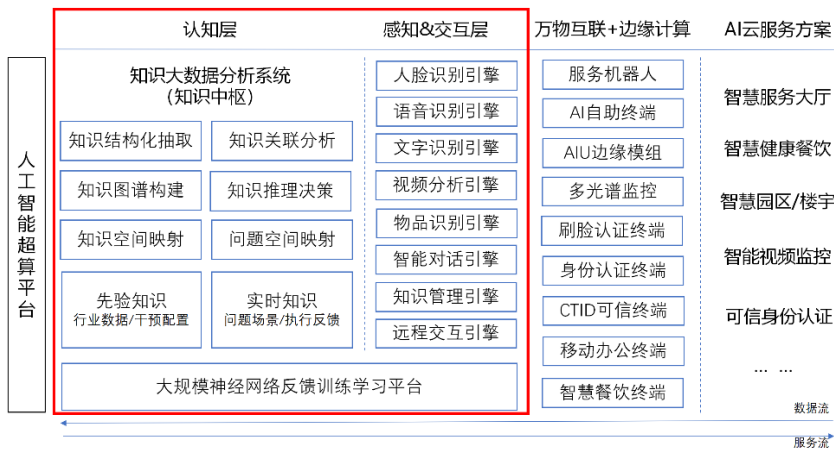 认知层
感知&交互层
万物互联+边缘计算
AI云服务方案
人工智能超算平台
知识大数据分析系统
（知识中枢）
知识结构化抽取
知识关联分析
知识图谱构建
知识推理决策
知识空间映射
问题空间映射
先验知识
行业数据/干预配置
实时知识
问题场景/执行反馈
人脸识别引擎
语音识别引擎
文字识别引擎
视频分析引擎
物品识别引擎
智能对话引擎
知识管理引擎
远程交互引擎
大规模神经网络反馈训练学习平台
服务机器人
AI自助终端
AIU边缘模组
多光谱监控
刷脸认证终端
身份认证终端
CTID可信终端
移动办公终端
智慧餐饮终端
智慧服务大厅
智慧健康餐饮
智慧园区/楼宇
智能视频监控
可信身份认证
… …
数据流
服务流